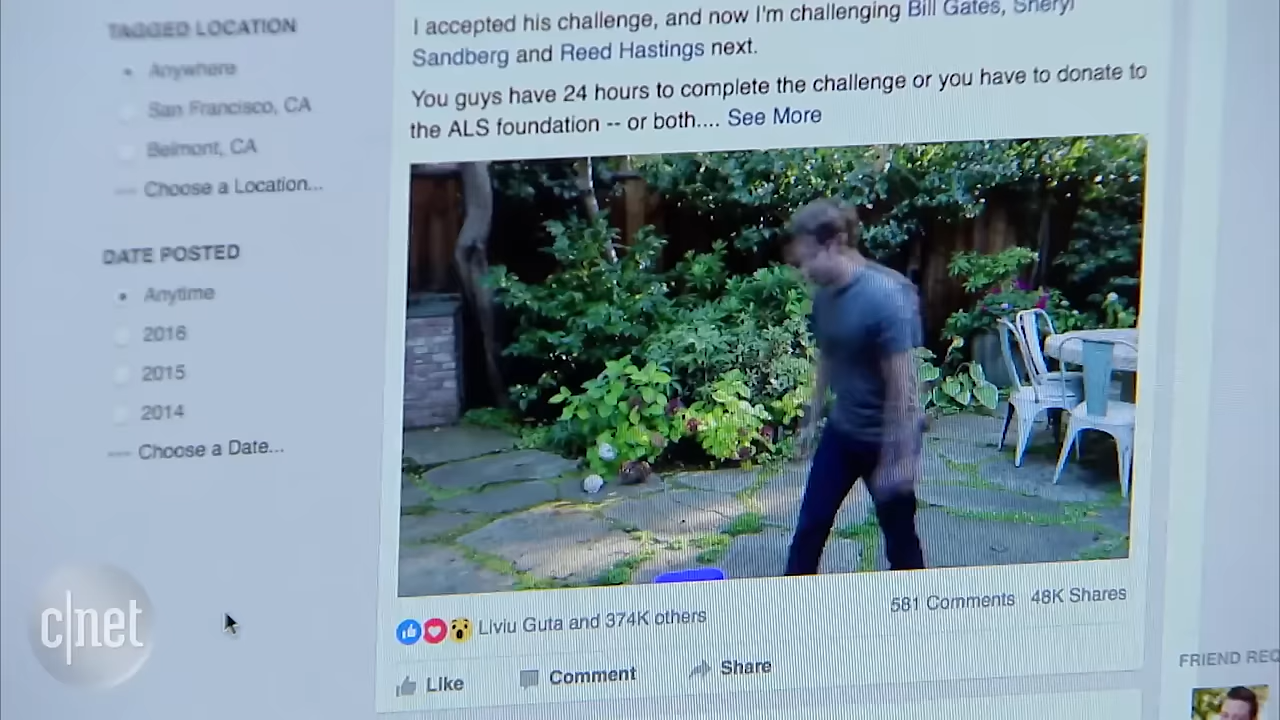 TAGGED LOCATION
Anywhere
San Francisco, CA
Belmont, CA
Choose a Location...
DATE POSTED
Anytime
2016
2015
2014
Choose a Date...
I accepted his challenge, and now I'm challenging Bill Gates, Sheryl
Sandberg and Reed Hastings next.
You guys have 24 hours to complete the challenge or you have to donate to
the ALS foundation -- or both.... See More
Liviu Guta and 374K others
581 Comments 48K Shares
Like Comment Share
FRIEND REQ
c|net